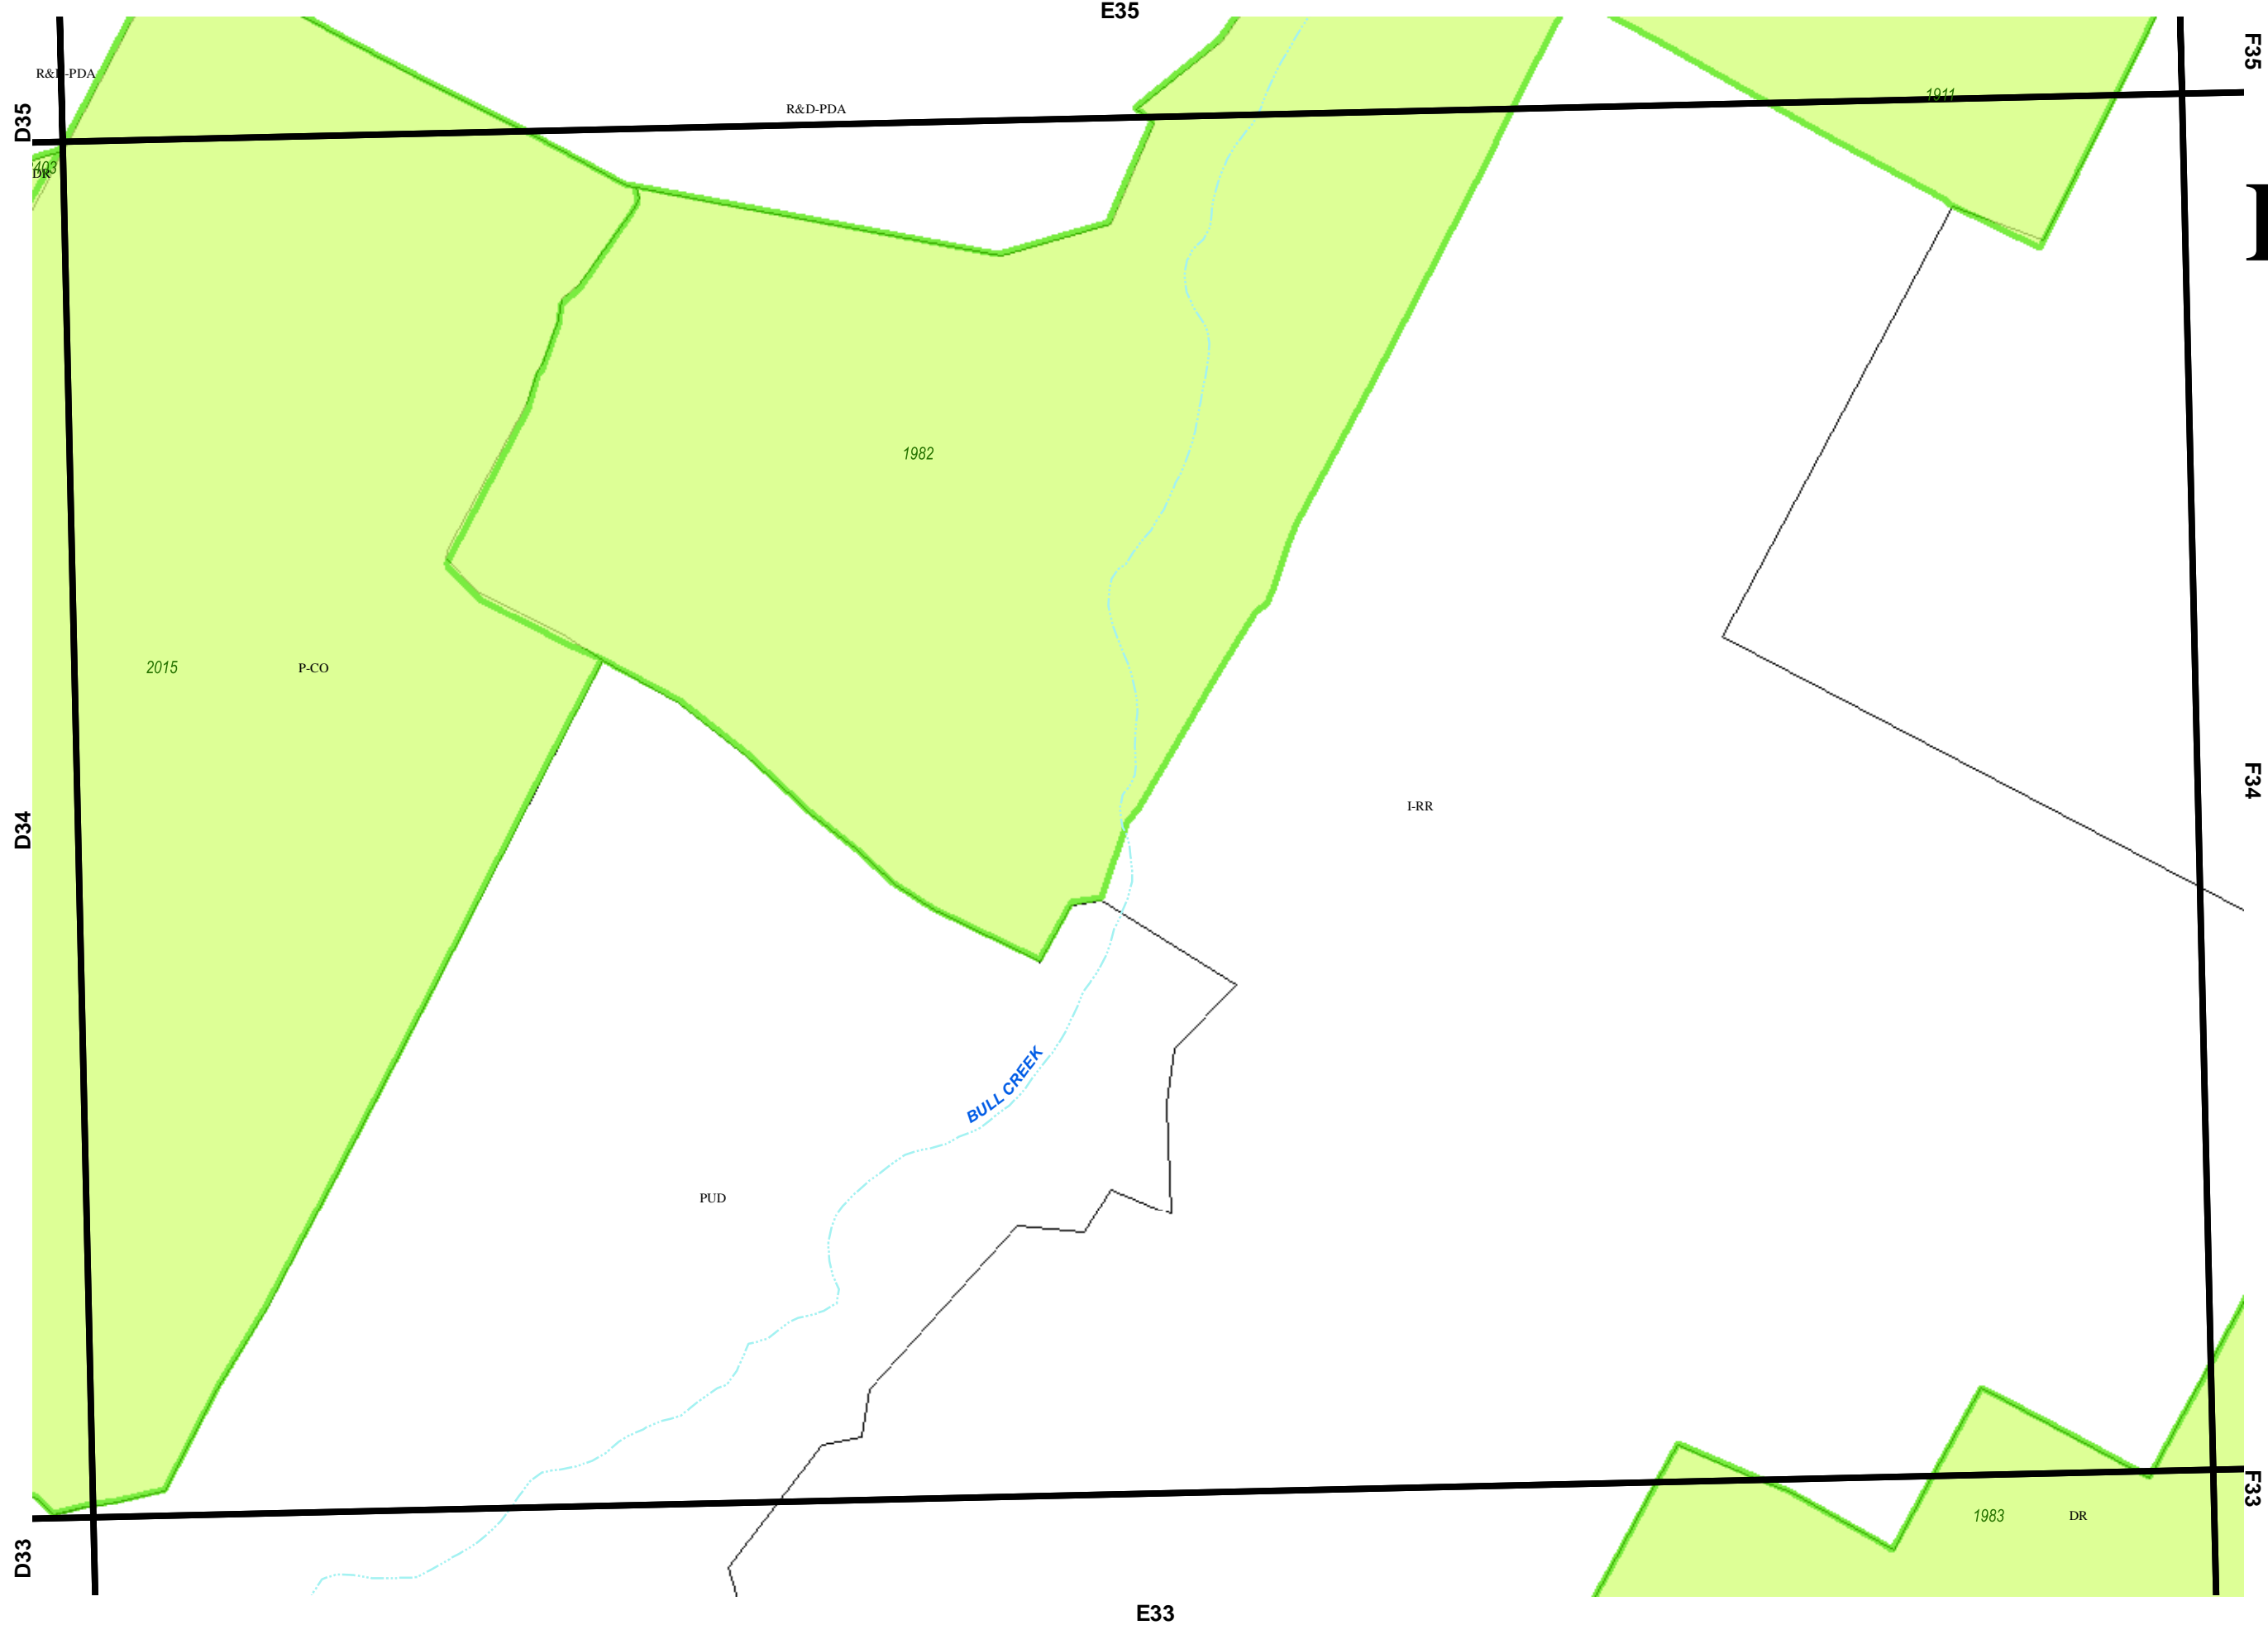 E35
F35
R&D-PDA
1911
R&D-PDA
D35
DR
1982
2015
P-CO
F34
I-RR
D34
BULL CREEK
PUD
F33
1983
DR
D33
E33